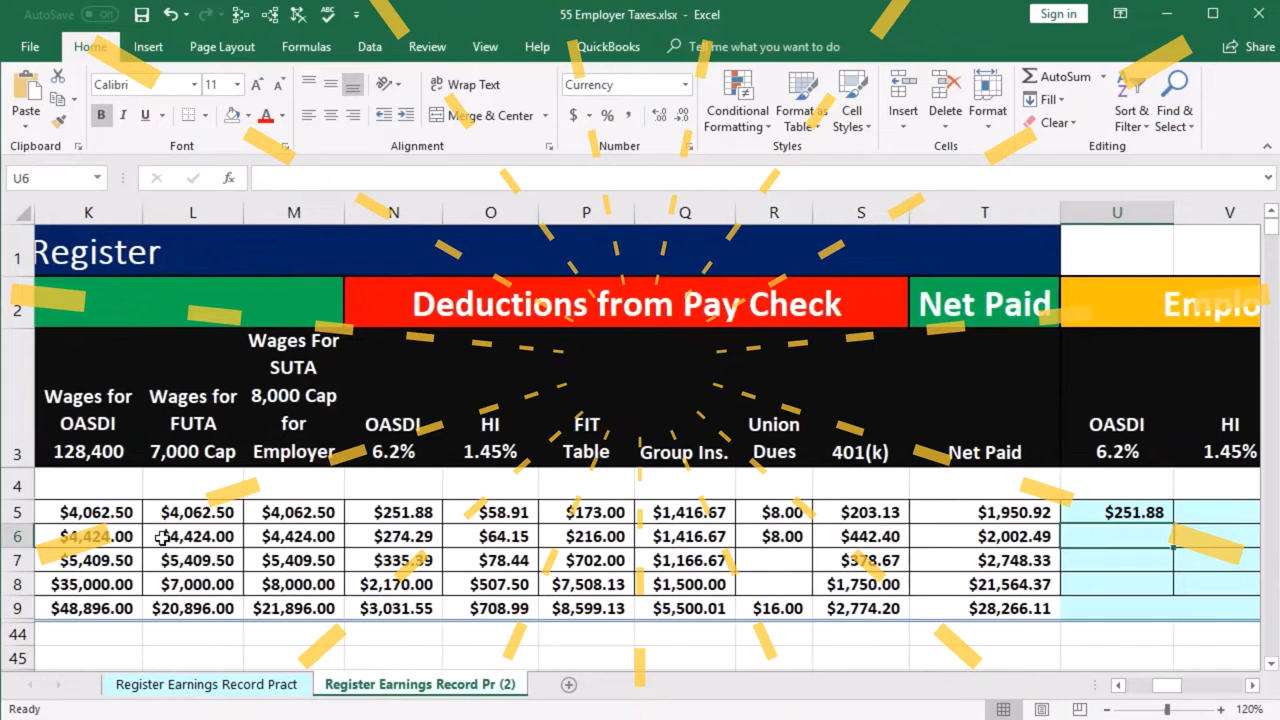 AutoSave Off 55 Employer Taxes.xlsx - Excel Sign in
File Home Insert Page Layout Formulas Data Review View Help QuickBooks Tell me what you want to do Share
Paste Calibri 11 A A Wrap Text Currency Conditional Formatting Format as Table Cell Styles Insert Delete Format AutoSum Sort & Filter Find & Select
B I U A Merge & Center $ % , .00 Fill
Clear
Clipboard Font Alignment Number Styles Cells Editing
U6 fx
K L M N O P Q R S T U V
1 Register
2 Deductions from Pay Check Net Paid Emplo
3 Wages for OASDI 128,400 Wages for FUTA 7,000 Cap Wages For SUTA 8,000 Cap for Employer OASDI 6.2% HI 1.45% FIT Table Group Ins. Union Dues 401(k) Net Paid OASDI 6.2% HI 1.45%
4
5 $4,062.50 $4,062.50 $4,062.50 $251.88 $58.91 $173.00 $1,416.67 $8.00 $203.13 $1,950.92 $251.88
6 $4,424.00 $4,424.00 $4,424.00 $274.29 $64.15 $216.00 $1,416.67 $8.00 $442.40 $2,002.49
7 $5,409.50 $5,409.50 $5,409.50 $335.39 $78.44 $702.00 $1,166.67 $378.67 $2,748.33
8 $35,000.00 $7,000.00 $8,000.00 $2,170.00 $507.50 $7,508.13 $1,500.00 $1,750.00 $21,564.37
9 $48,896.00 $20,896.00 $21,896.00 $3,031.55 $708.99 $8,599.13 $5,500.01 $16.00 $2,774.20 $28,266.11
44
45
Register Earnings Record Pract Register Earnings Record Pr (2)
Ready 120%